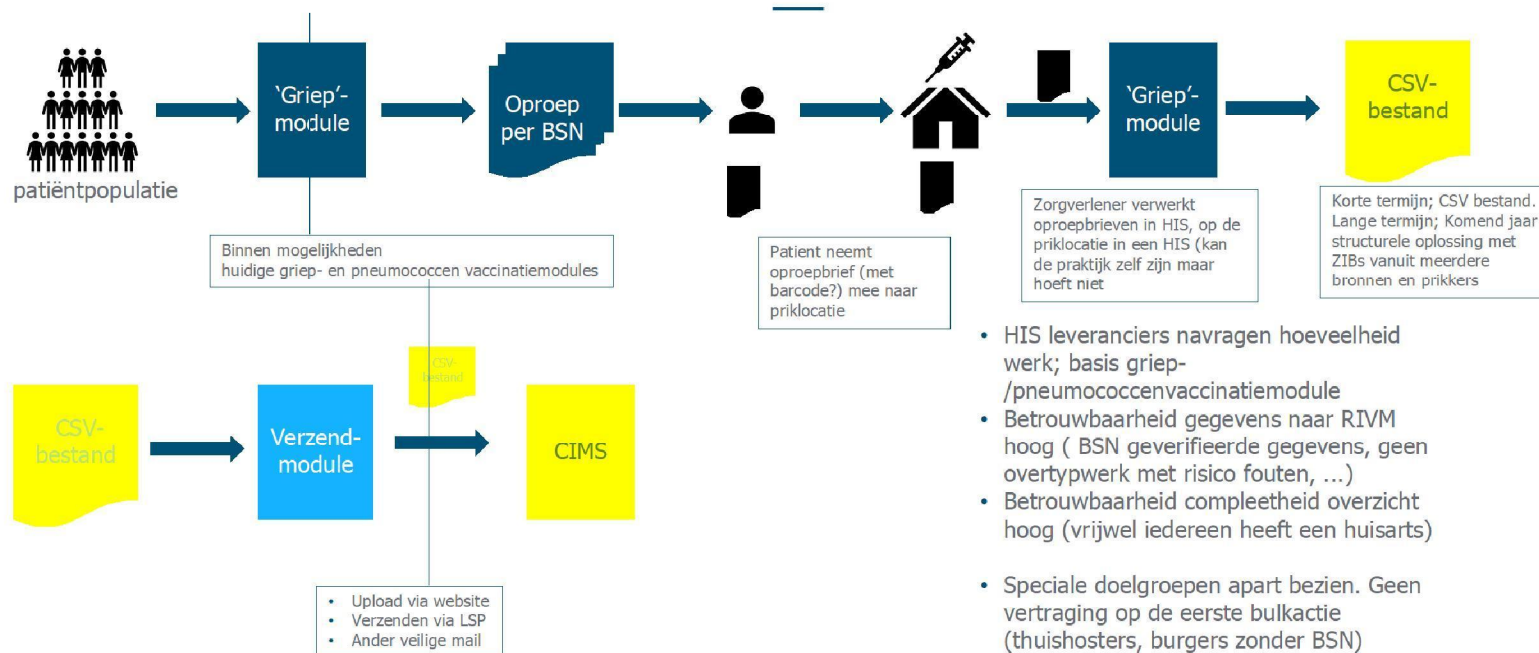 patiëntpopulatie
‘Griep’-
module
Oproep
per BSN
‘Griep’-
module
CSV-
bestand
Binnen mogelijkheden
huidige griep- en pneumococcen vaccinatiemodules
Patient neemt
oproepbrief (met
barcode?) mee naar
priklocatie
Zorgverlener verwerkt
oproepbrieven in HIS, op de
priklocatie in een HIS (kan
de praktijk zelf zijn maar
hoeft niet
Korte termijn; CSV bestand.
Lange termijn; Komend jaar
structurele oplossing met
ZIBs vanuit meerdere
bronnen en prikkers
CSV-
bestand
Verzend-
module
CSV-
bestand
CIMS
• Upload via website
• Verzenden via LSP
• Ander veilige mail
• HIS leveranciers navragen hoeveelheid
werk; basis griep-
/pneumococcenvaccinatiemodule
• Betrouwbaarheid gegevens naar RIVM
hoog ( BSN geverifieerde gegevens, geen
overtypwerk met risico fouten, ...)
• Betrouwbaarheid compleetheid overzicht
hoog (vrijwel iedereen heeft een huisarts)
• Speciale doelgroepen apart bezien. Geen
vertraging op de eerste bulkactie
(thuishosters, burgers zonder BSN)